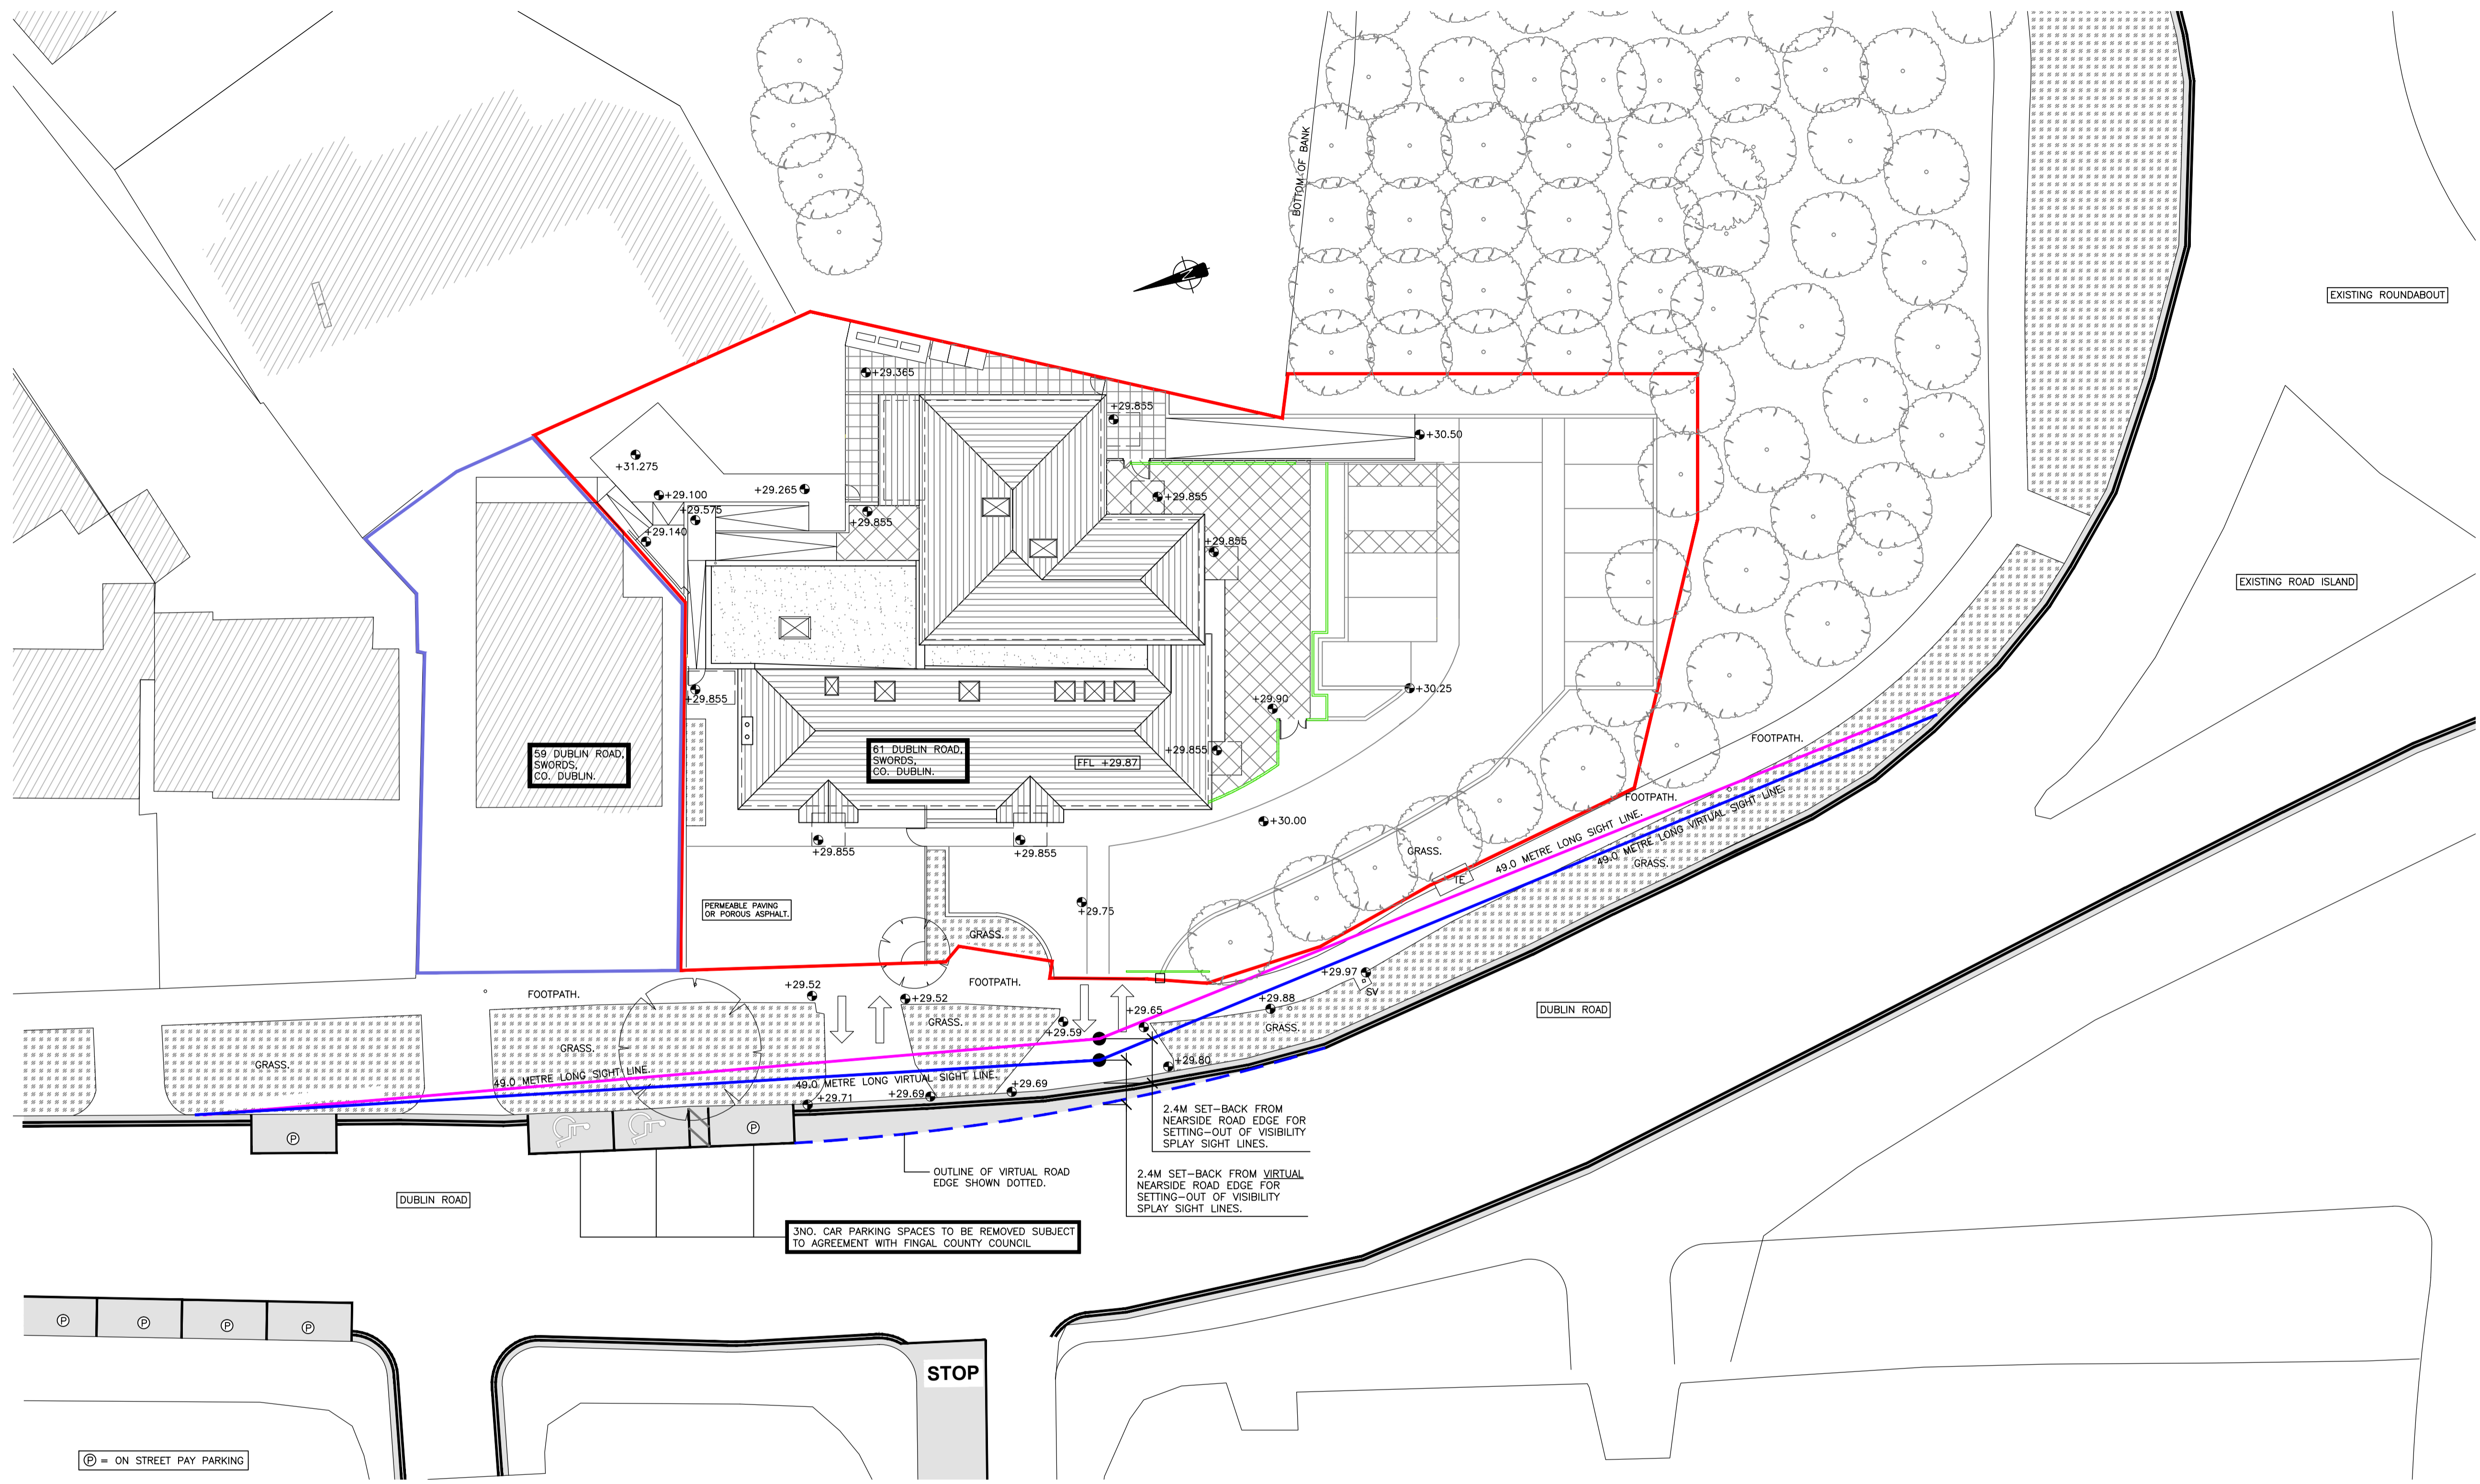 BOTTOM OF BANK
EXISTING ROUNDABOUT
N
+29.365
+29.855
+30.50
+31.275
+29.265
+29.100
+29.855
+29.575
+29.855
+29.140
+29.855
EXISTING ROAD ISLAND
+30.25
+29.855
+29.90
FOOTPATH.
59 DUBLIN ROAD,
SWORDS,
CO. DUBLIN.
61 DUBLIN ROAD,
SWORDS,
CO. DUBLIN.
+29.855
FFL +29.87
FOOTPATH.
49.0 METRE LONG SIGHT LINE.
49.0 METRE LONG VIRTUAL SIGHT LINE.
+30.00
+29.855
+29.855
GRASS.
GRASS.
TE
PERMEABLE PAVING
OR POROUS ASPHALT.
+29.75
GRASS.
+29.97
SV
FOOTPATH.
FOOTPATH.
+29.52
+29.52
+29.88
+29.65
DUBLIN ROAD
GRASS.
+29.59
GRASS.
GRASS.
GRASS.
+29.80
49.0 METRE LONG SIGHT LINE.
49.0 METRE LONG VIRTUAL SIGHT LINE.
+29.71
+29.69
+29.69
2.4M SET-BACK FROM
NEARSIDE ROAD EDGE FOR
SETTING-OUT OF VISIBILITY
SPLAY SIGHT LINES.
P
P
OUTLINE OF VIRTUAL ROAD
EDGE SHOWN DOTTED.
2.4M SET-BACK FROM VIRTUAL
NEARSIDE ROAD EDGE FOR
SETTING-OUT OF VISIBILITY
SPLAY SIGHT LINES.
DUBLIN ROAD
3NO. CAR PARKING SPACES TO BE REMOVED SUBJECT
TO AGREEMENT WITH FINGAL COUNTY COUNCIL
P
P
P
P
STOP
P = ON STREET PAY PARKING